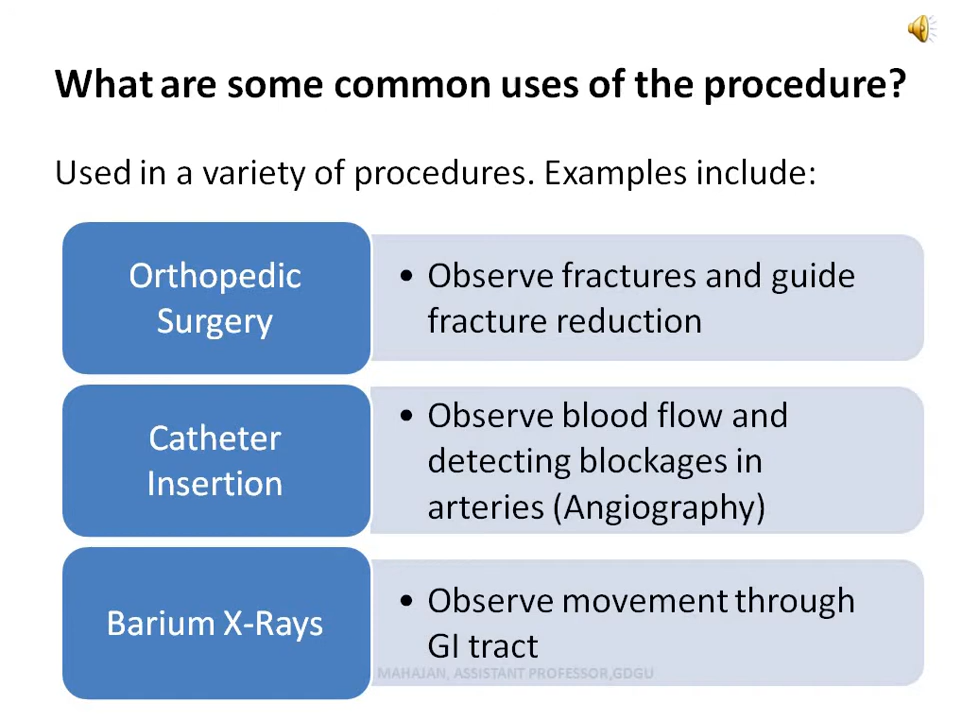 What are some common uses of the procedure?
Used in a variety of procedures. Examples include:
Orthopedic
Surgery
• Observe fractures and guide
fracture reduction
Catheter
Insertion
• Observe blood flow and
detecting blockages in
arteries (Angiography)
Barium X-Rays
• Observe movement through
GI tract
MAHAJAN, ASSISTANT PROFESSOR,GDGU